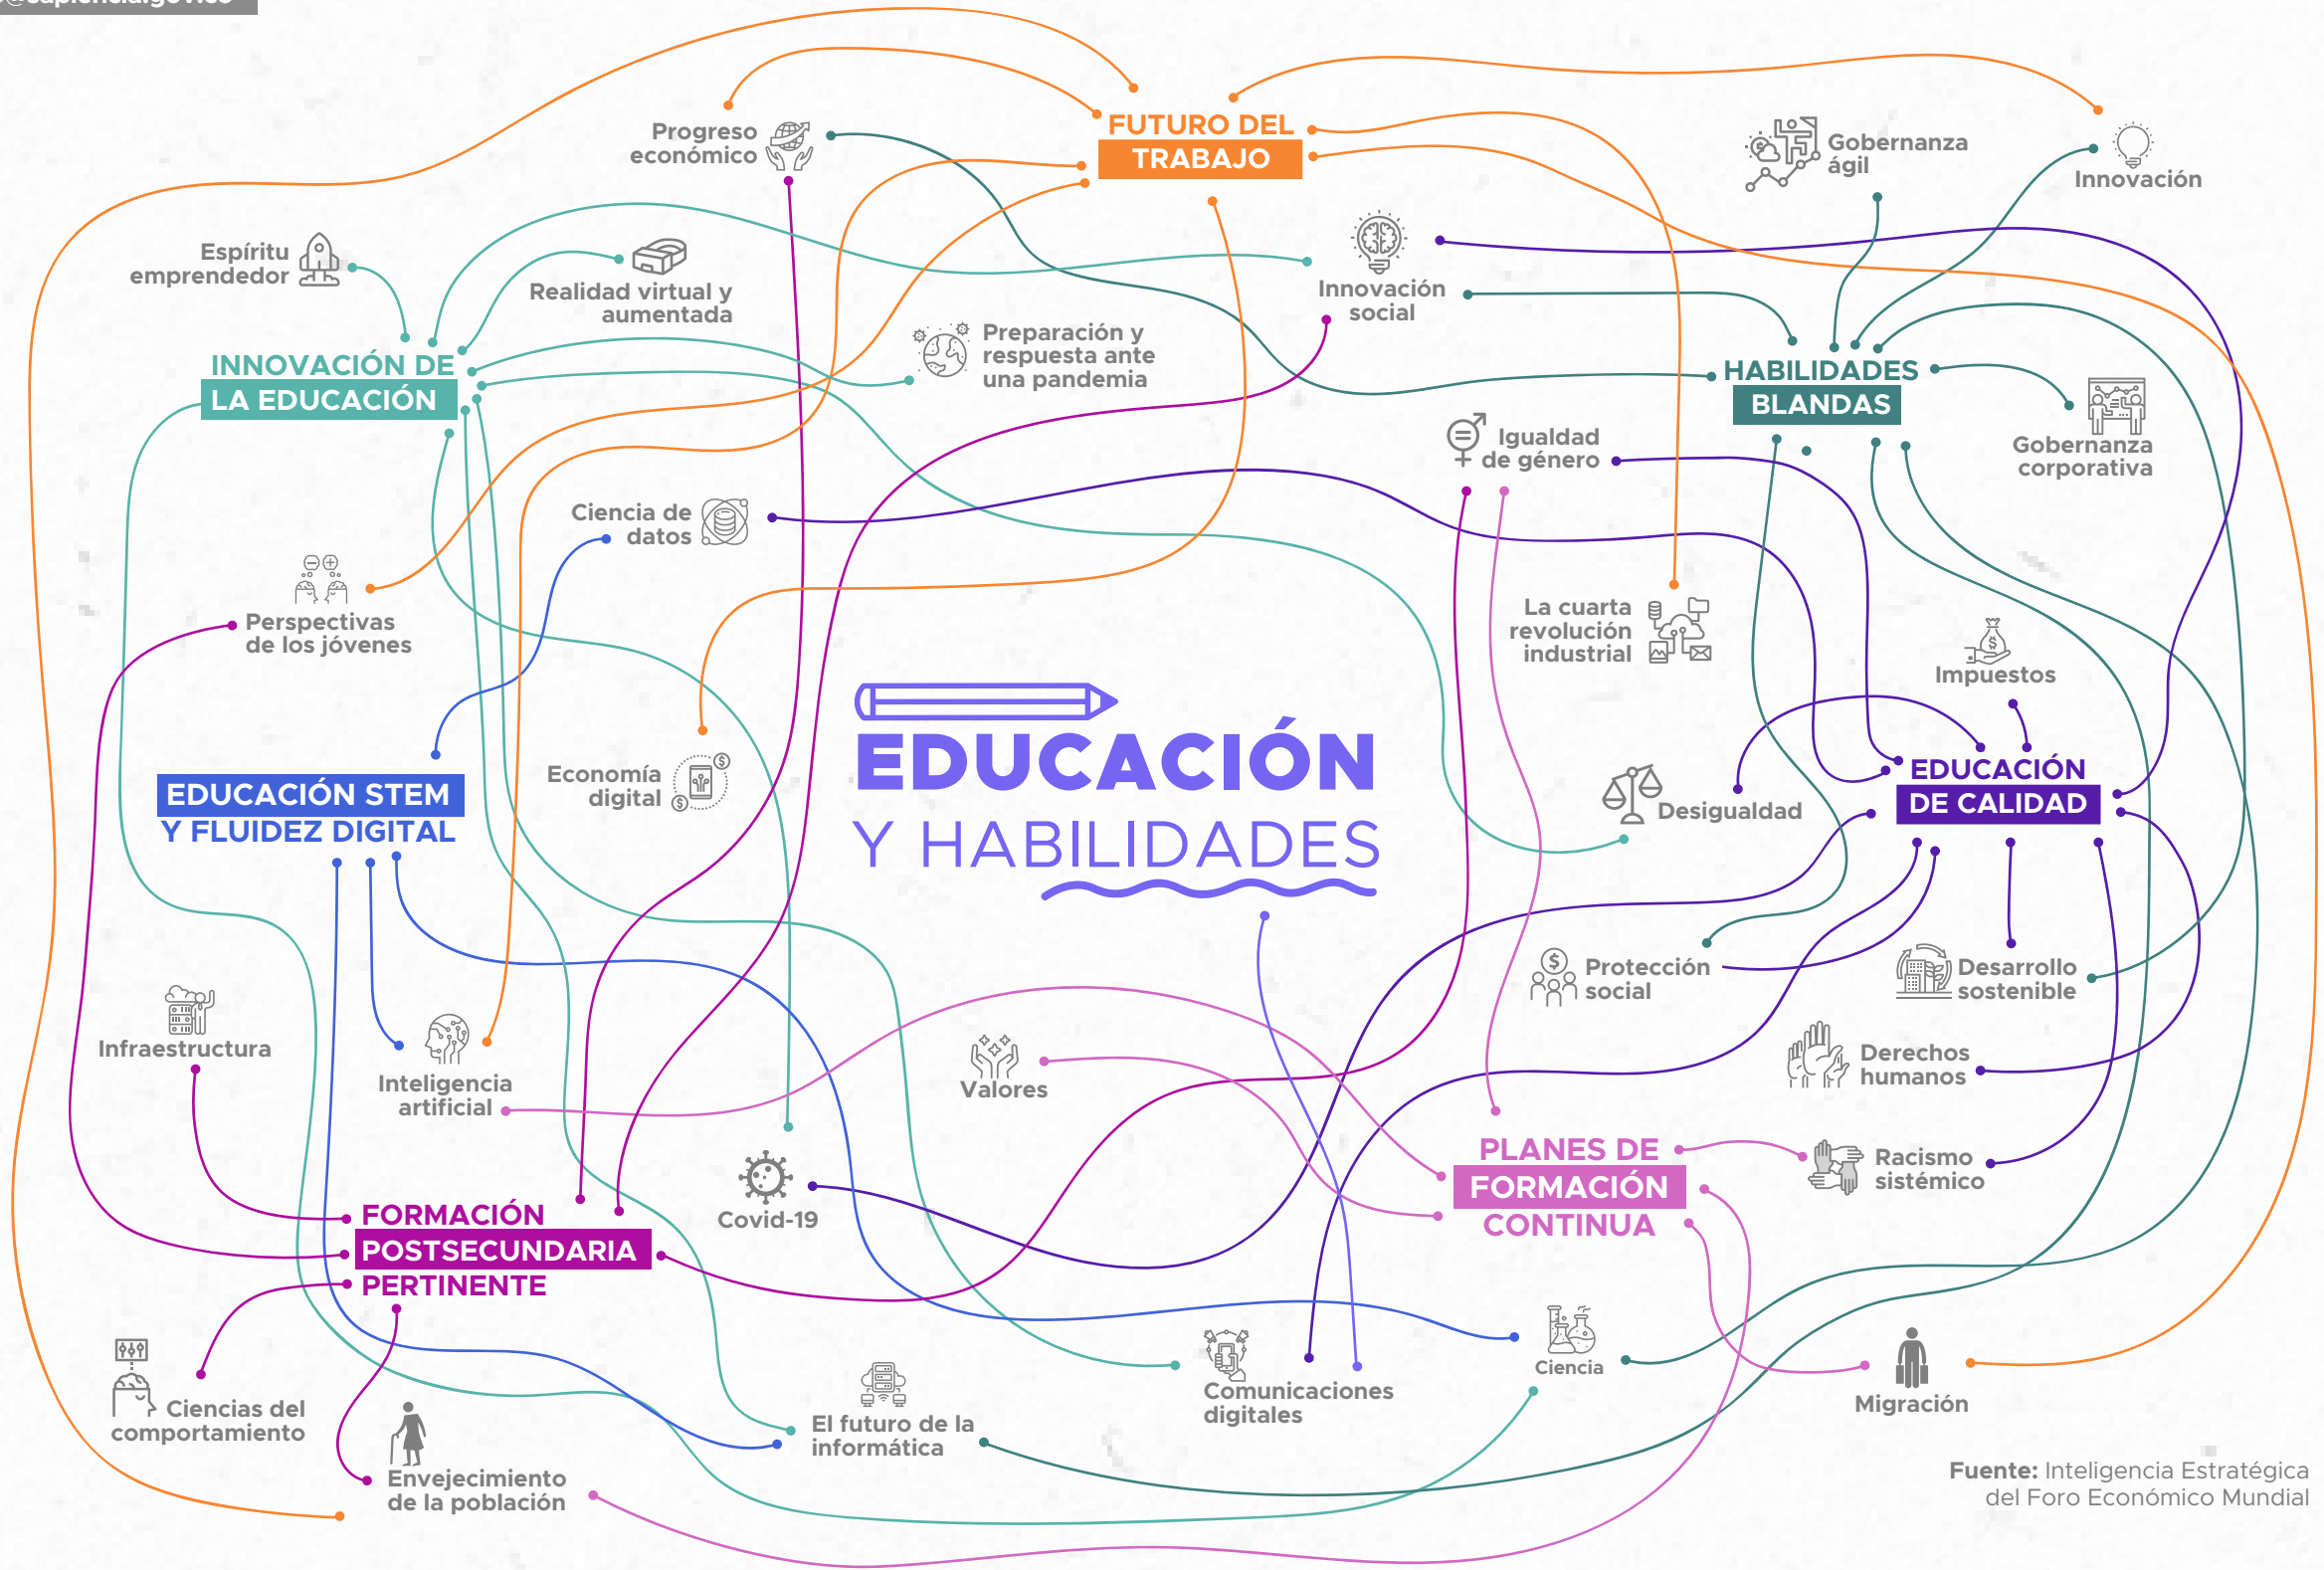 @sapiencia.gov.co
FUTURO DEL
TRABAJO
Progreso
económico
Gobernanza
ágil
Innovación
Espíritu
emprendedor
Realidad virtual y
aumentada
Innovación
social
Preparación y
respuesta ante
una pandemia
INNOVACIÓN DE
LA EDUCACIÓN
HABILIDADES
BLANDAS
Igualdad
de género
Gobernanza
corporativa
Ciencia de
datos
Perspectivas
de los jóvenes
La cuarta
revolución
industrial
Impuestos
EDUCACIÓN
Y HABILIDADES
EDUCACIÓN STEM
Y FLUIDEZ DIGITAL
Economía
digital
Desigualdad
EDUCACIÓN
DE CALIDAD
Protección
social
Desarrollo
sostenible
Infraestructura
Inteligencia
artificial
Valores
Derechos
humanos
PLANES DE
FORMACIÓN
CONTINUA
Racismo
sistémico
Covid-19
FORMACIÓN
POSTSECUNDARIA
PERTINENTE
Ciencias del
comportamiento
Envejecimiento
de la población
El futuro de la
informática
Comunicaciones
digitales
Ciencia
Migración
Fuente: Inteligencia Estratégica
del Foro Económico Mundial